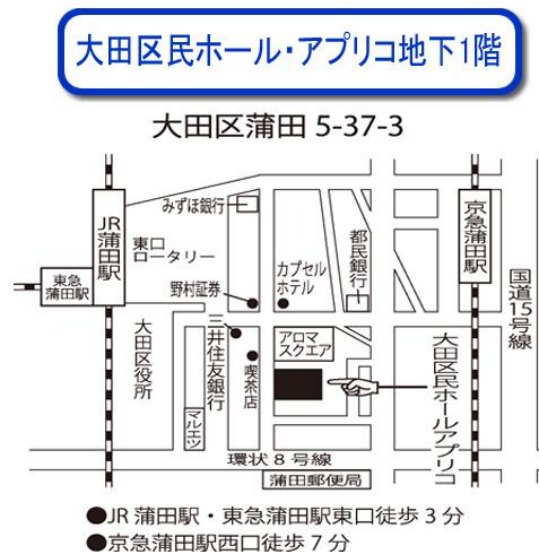 大田区民ホール・アプリコ地下1階
大田区蒲田 5-37-3
JR蒲田駅
東急
蒲田駅
東口
ロータリー
みずほ銀行
野村証券
カプセル
ホテル
都民銀行
京急蒲田駅
国道15号線
大田区役所
三井住友銀行
喫茶店
アロマ
スクエア
大田区民ホールアプリコ
マルエツ
環状8号線
蒲田郵便局
●JR 蒲田駅・東急蒲田駅東口徒歩 3 分
●京急蒲田駅西口徒歩 7 分